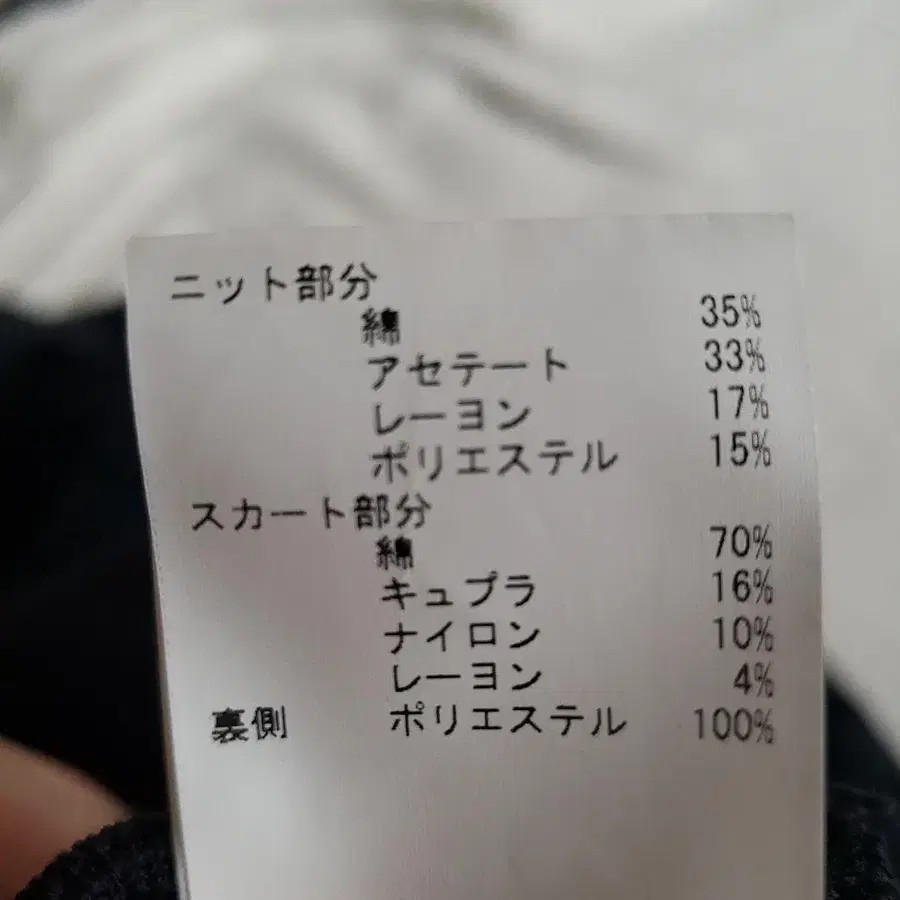 ニット部分
綿 35%
アセテート 33%
レーヨン 17%
ポリエステル 15%
スカート部分
綿 70%
キュプラ 16%
ナイロン 10%
レーヨン 4%
裏側 ポリエステル 100%